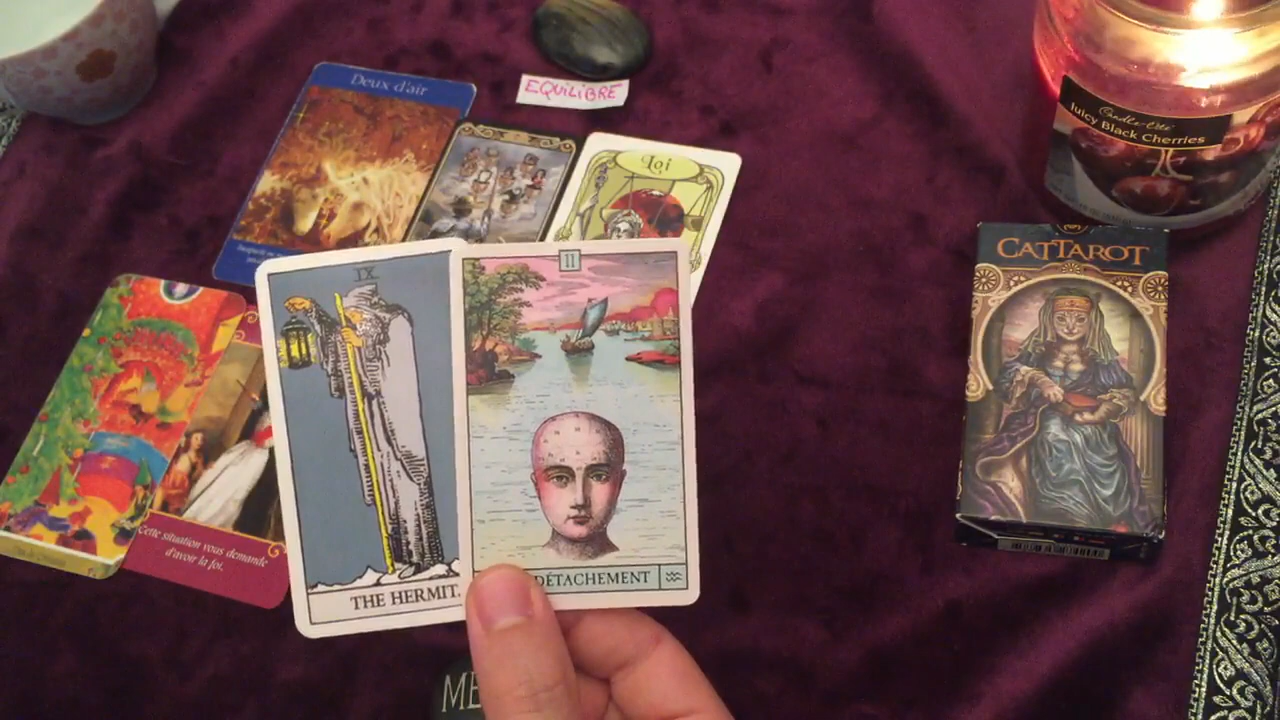 Deux d'air
EQUILIBRE
Loi
Candle-lite
Juicy Black Cherries
CATTAROT
IX
II
Cette situation vous demande
d'avoir la foi.
DÉTACHEMENT
THE HERMIT.
ME